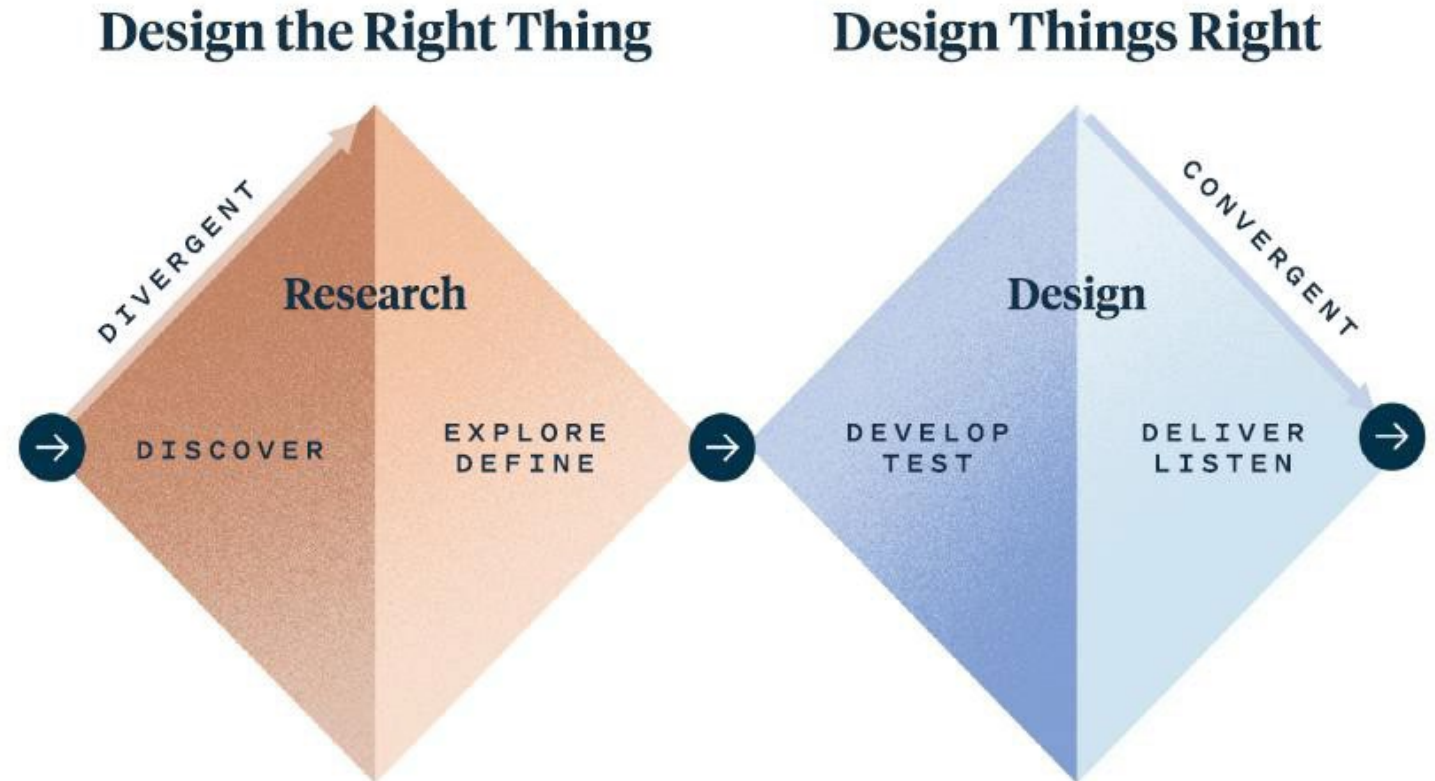 Design the Right Thing
Design Things Right
DIVERGENT
Research
DISCOVER
EXPLORE
DEFINE
CONVERGENT
Design
DEVELOP
TEST
DELIVER
LISTEN